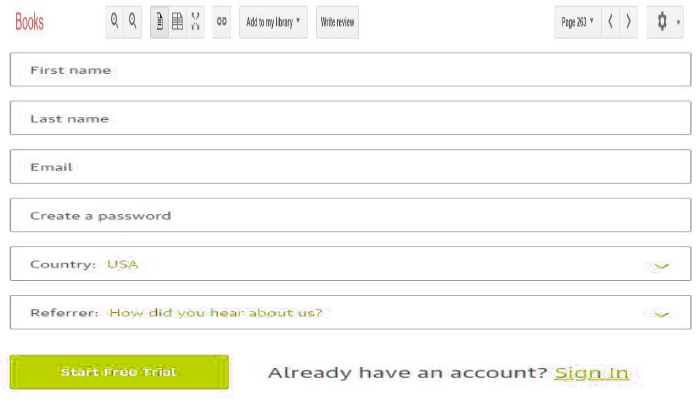 Books Add to my library Write review Page 263
First name
Last name
Email
Create a password
Country: USA
Referrer: How did you hear about us?
Start Free Trial Already have an account? Sign In